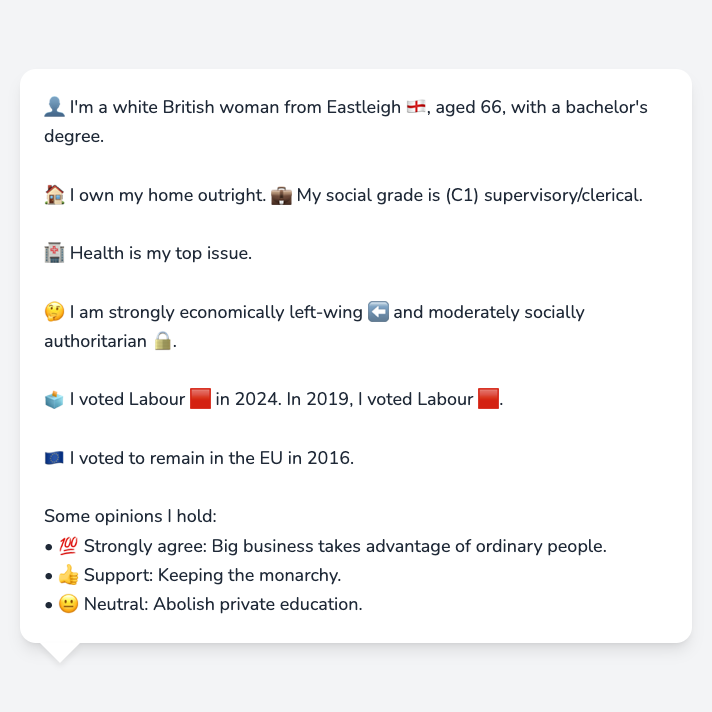 👤 I'm a white British woman from Eastleigh 🏴󠁧󠁢󠁥󠁮󠁧󠁿, aged 66, with a bachelor's
degree.
🏠 I own my home outright. 💼 My social grade is (C1) supervisory/clerical.
🏥 Health is my top issue.
🤔 I am strongly economically left-wing ⬅️ and moderately socially
authoritarian 🔒.
🗳️ I voted Labour 🟥 in 2024. In 2019, I voted Labour 🟥.
🇪🇺 I voted to remain in the EU in 2016.
Some opinions I hold:
• 💯 Strongly agree: Big business takes advantage of ordinary people.
• 👍 Support: Keeping the monarchy.
• 😐 Neutral: Abolish private education.